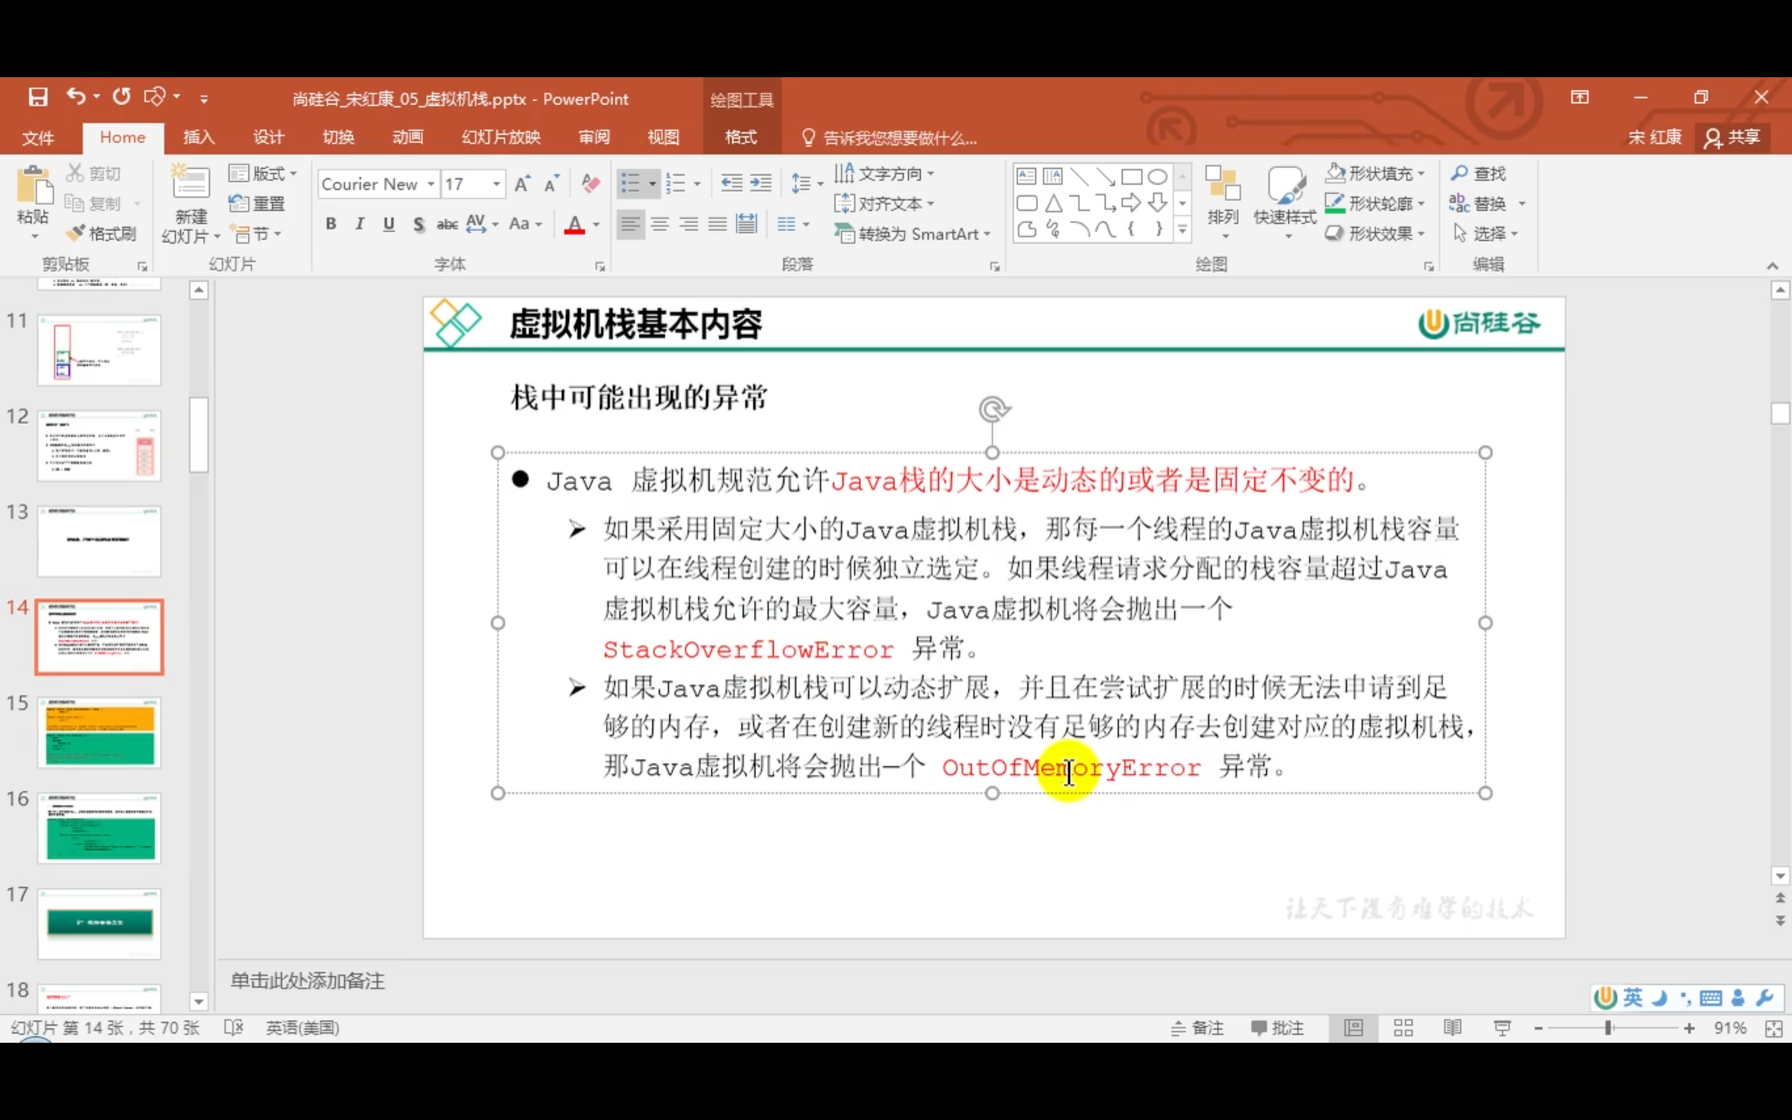 尚硅谷_宋红康_05_虚拟机栈.pptx - PowerPoint
绘图工具
文件 Home 插入 设计 切换 动画 幻灯片放映 审阅 视图 格式 告诉我您想要做什么... 宋 红康 共享
粘贴
剪切
复制
格式刷
剪贴板
新建
幻灯片
版式
重置
节
幻灯片
Courier New 17
B I U S abc AV Aa A
字体
文字方向
对齐文本
转换为 SmartArt
段落
排列
快速样式
形状填充
形状轮廓
形状效果
绘图
查找
替换
选择
编辑
11
12
13
14
15
16
17
18
虚拟机栈基本内容
尚硅谷
栈中可能出现的异常
● Java 虚拟机规范允许Java栈的大小是动态的或者是固定不变的。
➢ 如果采用固定大小的Java虚拟机栈，那每一个线程的Java虚拟机栈容量
可以在线程创建的时候独立选定。如果线程请求分配的栈容量超过Java
虚拟机栈允许的最大容量，Java虚拟机将会抛出一个
StackOverflowError 异常。
➢ 如果Java虚拟机栈可以动态扩展，并且在尝试扩展的时候无法申请到足
够的内存，或者在创建新的线程时没有足够的内存去创建对应的虚拟机栈，
那Java虚拟机将会抛出一个 OutOfMemoryError 异常。
让天下没有难学的技术
单击此处添加备注
英
幻灯片 第 14 张，共 70 张 英语(美国) 备注 批注 91%